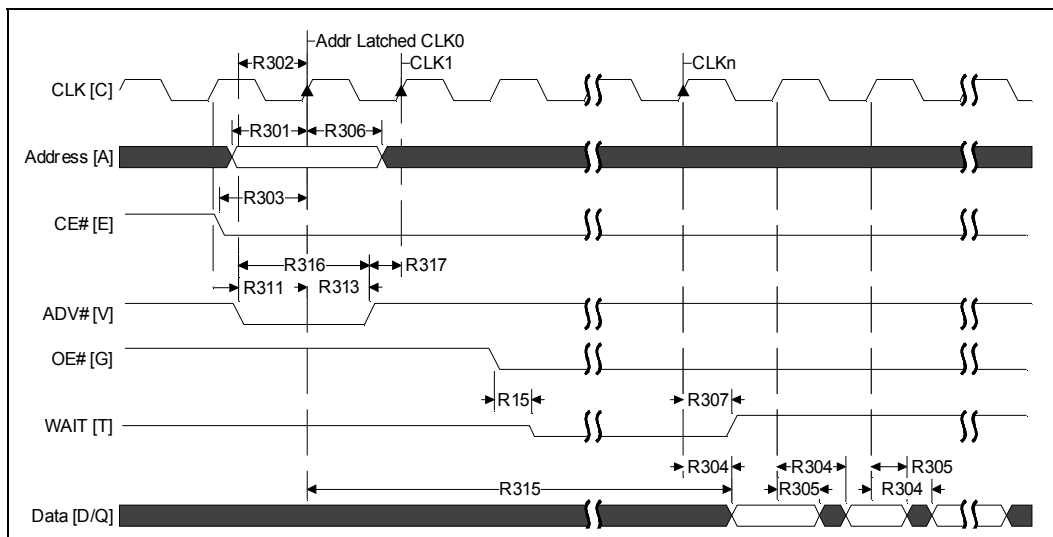 Addr Latched CLK0
R302
CLK1
CLKn
CLK [C]
R301
R306
Address [A]
R303
CE# [E]
R316
R317
R311
R313
ADV# [V]
OE# [G]
R15
R307
WAIT [T]
R304
R304
R305
R315
R305
R304
Data [D/Q]